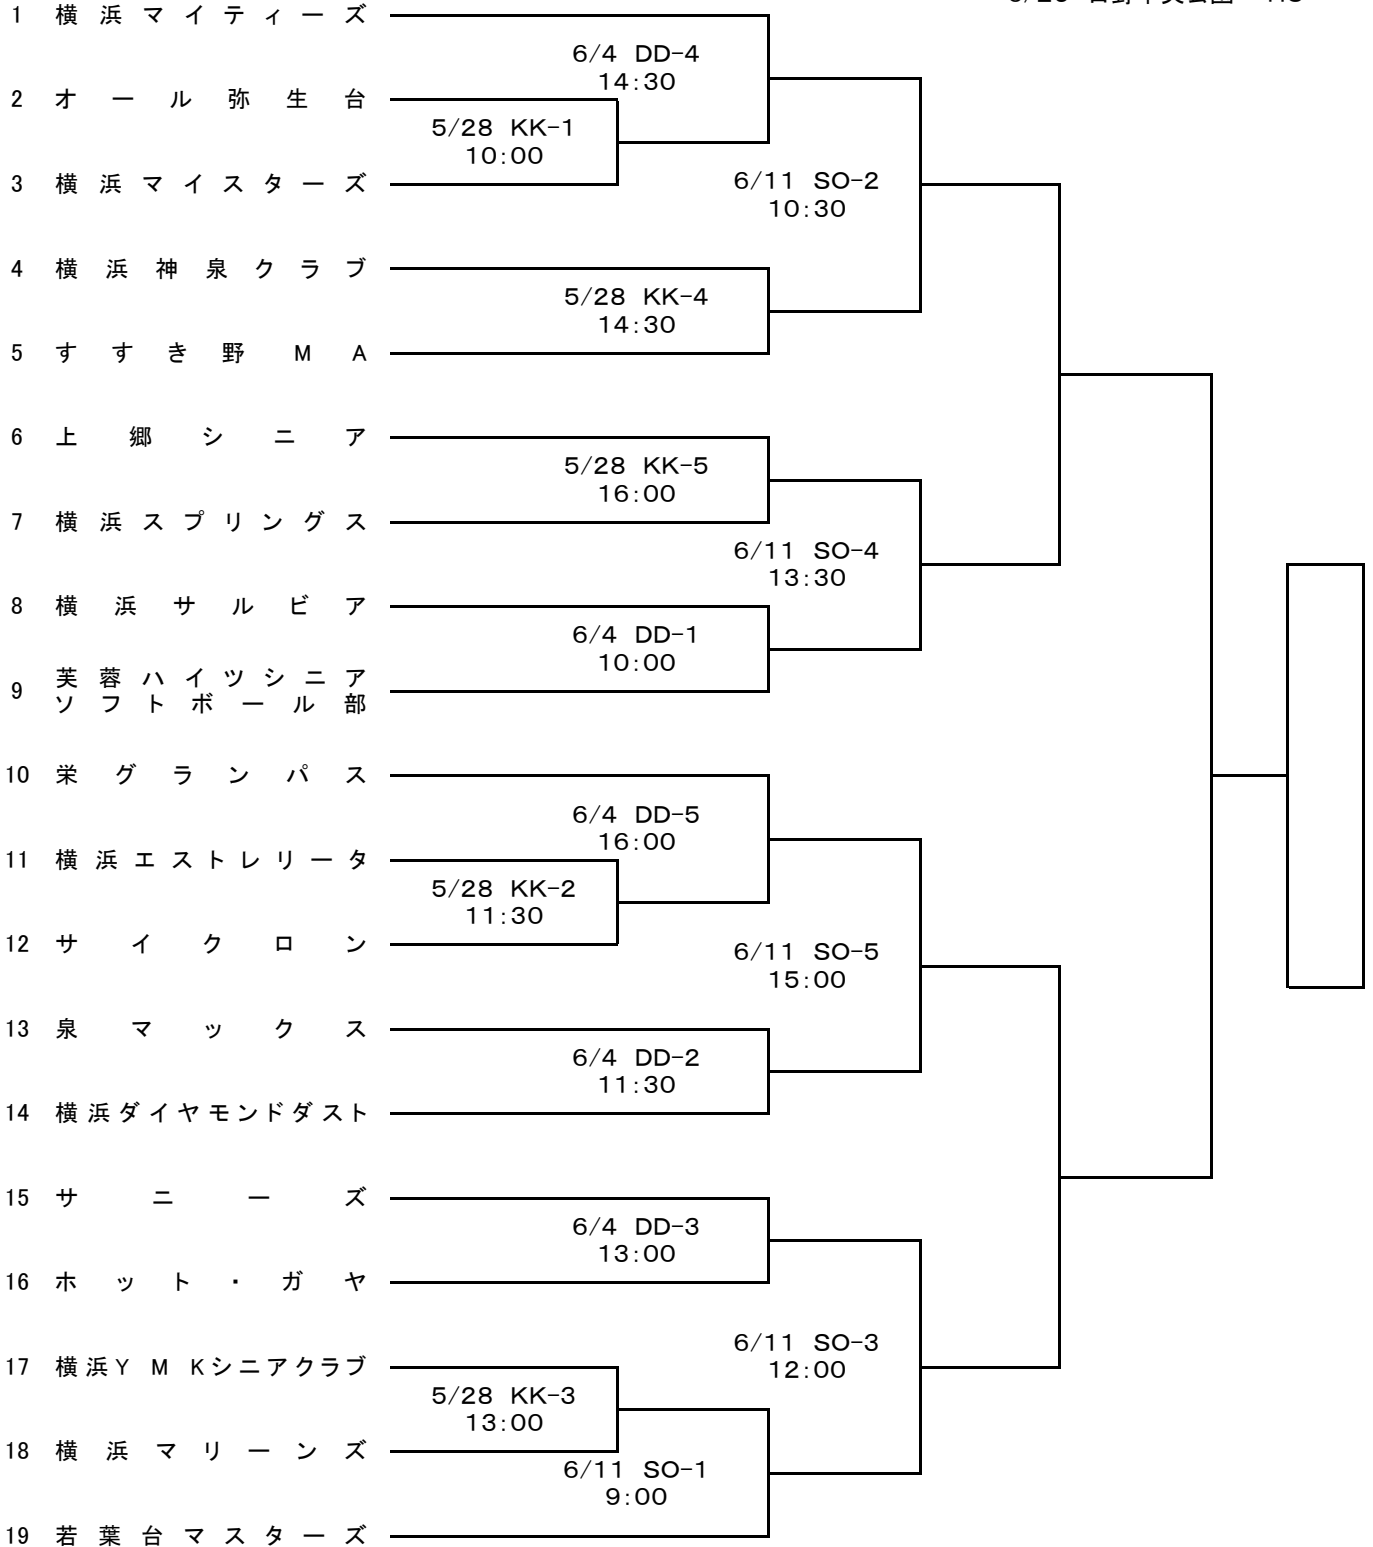 1 横浜マイティーズ
6/4 DD-4
14:30
2 オール弥生台
5/28 KK-1
10:00
3 横浜マイスターズ
6/11 SO-2
10:30
4 横浜神泉クラブ
5/28 KK-4
14:30
5 すすき野MA
6 上郷シニア
5/28 KK-5
16:00
7 横浜スプリングス
6/11 SO-4
13:30
8 横浜サルビア
6/4 DD-1
10:00
9 芙蓉ハイツシニア
ソフトボール部
10 栄グランパス
6/4 DD-5
16:00
11 横浜エストレリータ
5/28 KK-2
11:30
12 サイクロン
6/11 SO-5
15:00
13 泉マックス
6/4 DD-2
11:30
14 横浜ダイヤモンドダスト
15 サニーズ
6/4 DD-3
13:00
16 ホット・ガヤ
6/11 SO-3
12:00
17 横浜YMKシニアクラブ
5/28 KK-3
13:00
18 横浜マリーンズ
6/11 SO-1
9:00
19 若葉台マスターズ